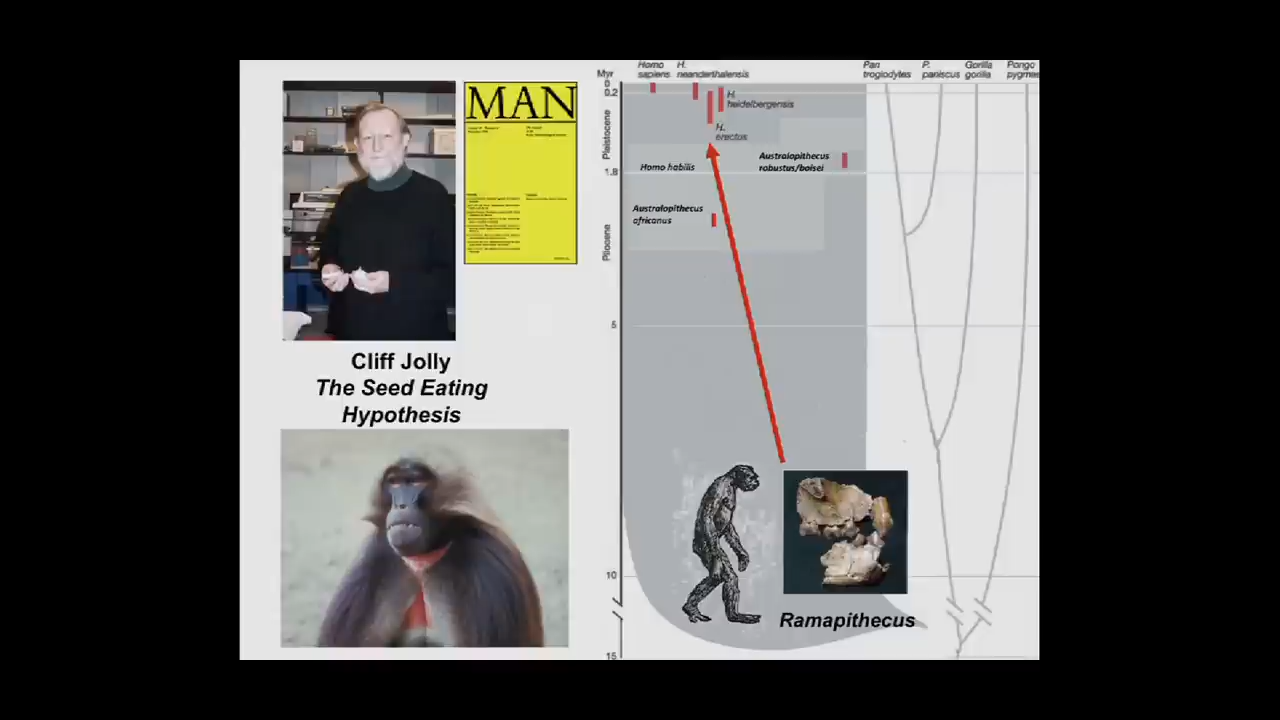 MAN
Cliff Jolly
The Seed Eating
Hypothesis
Myr
Homo
sapiens
H.
neanderthalensis
Pan
troglodytes
P.
paniscus
Gorilla
gorilla
Pongo
pygme
0
0.2
H.
heidelbergensis
H.
erectus
Pleistocene
Homo habilis
Australopithecus
robustus/boisei
1.8
Australopithecus
africanus
Pliocene
5
10
Ramapithecus
15